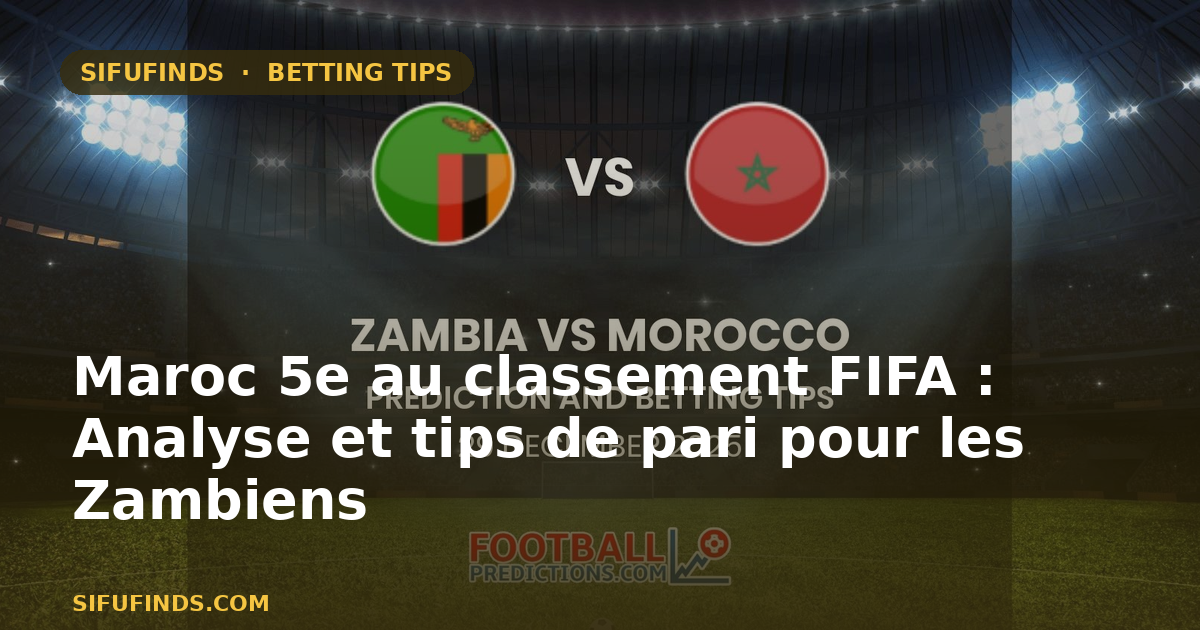 SIFUFINDS · BETTING TIPS
VS
ZAMBIA VS MOROCCO
Maroc 5e au classement FIFA :
PREDICTION AND BETTING TIPS
Analyse et tips de pari pour les
Zambiens
FOOTBALL
PREDICTIONS.COM
SIFUFINDS.COM